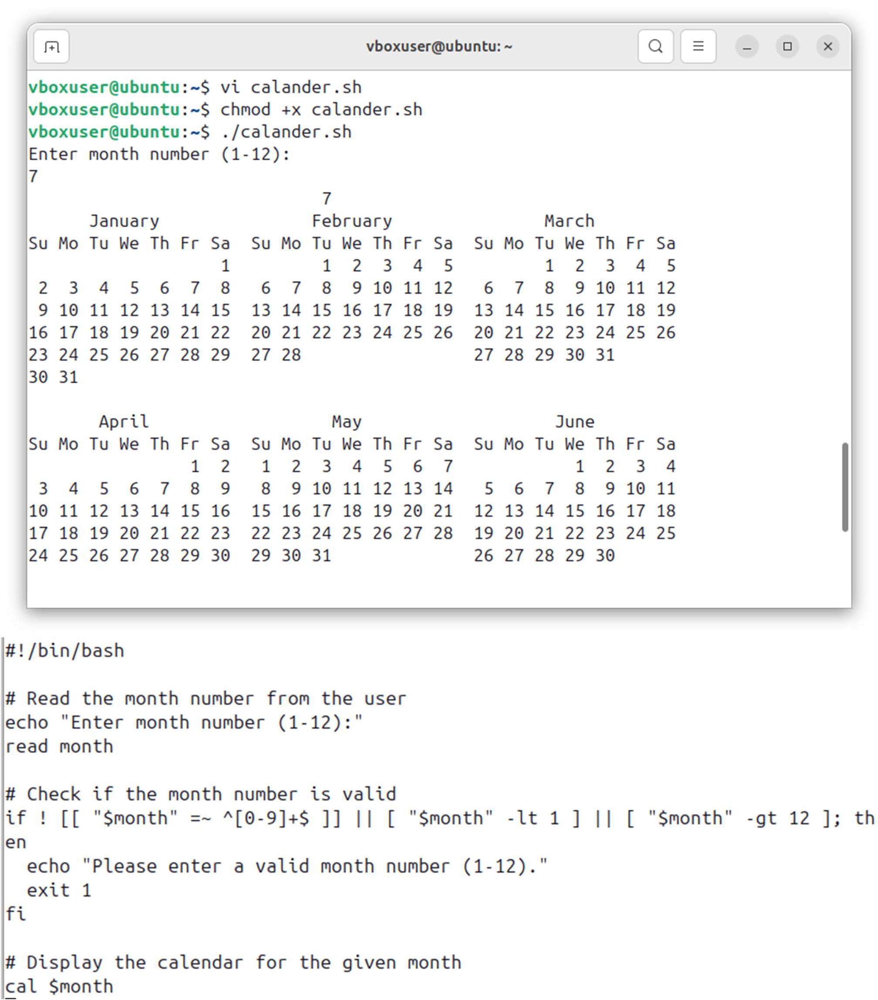 vboxuser@ubuntu: ~
vboxuser@ubuntu:~$ vi calander.sh
vboxuser@ubuntu:~$ chmod +x calander.sh
vboxuser@ubuntu:~$ ./calander.sh
Enter month number (1-12):
7
                             7
      January               February               March
Su Mo Tu We Th Fr Sa  Su Mo Tu We Th Fr Sa  Su Mo Tu We Th Fr Sa
                   1         1  2  3  4  5         1  2  3  4  5
 2  3  4  5  6  7  8   6  7  8  9 10 11 12   6  7  8  9 10 11 12
 9 10 11 12 13 14 15  13 14 15 16 17 18 19  13 14 15 16 17 18 19
16 17 18 19 20 21 22  20 21 22 23 24 25 26  20 21 22 23 24 25 26
23 24 25 26 27 28 29  27 28                 27 28 29 30 31
30 31
       April                  May                   June
Su Mo Tu We Th Fr Sa  Su Mo Tu We Th Fr Sa  Su Mo Tu We Th Fr Sa
                1  2   1  2  3  4  5  6  7            1  2  3  4
 3  4  5  6  7  8  9   8  9 10 11 12 13 14   5  6  7  8  9 10 11
10 11 12 13 14 15 16  15 16 17 18 19 20 21  12 13 14 15 16 17 18
17 18 19 20 21 22 23  22 23 24 25 26 27 28  19 20 21 22 23 24 25
24 25 26 27 28 29 30  29 30 31              26 27 28 29 30
#!/bin/bash
# Read the month number from the user
echo "Enter month number (1-12):"
read month
# Check if the month number is valid
if ! [[ "$month" =~ ^[0-9]+$ ]] || [ "$month" -lt 1 ] || [ "$month" -gt 12 ]; th
en
  echo "Please enter a valid month number (1-12)."
  exit 1
fi
# Display the calendar for the given month
cal $month